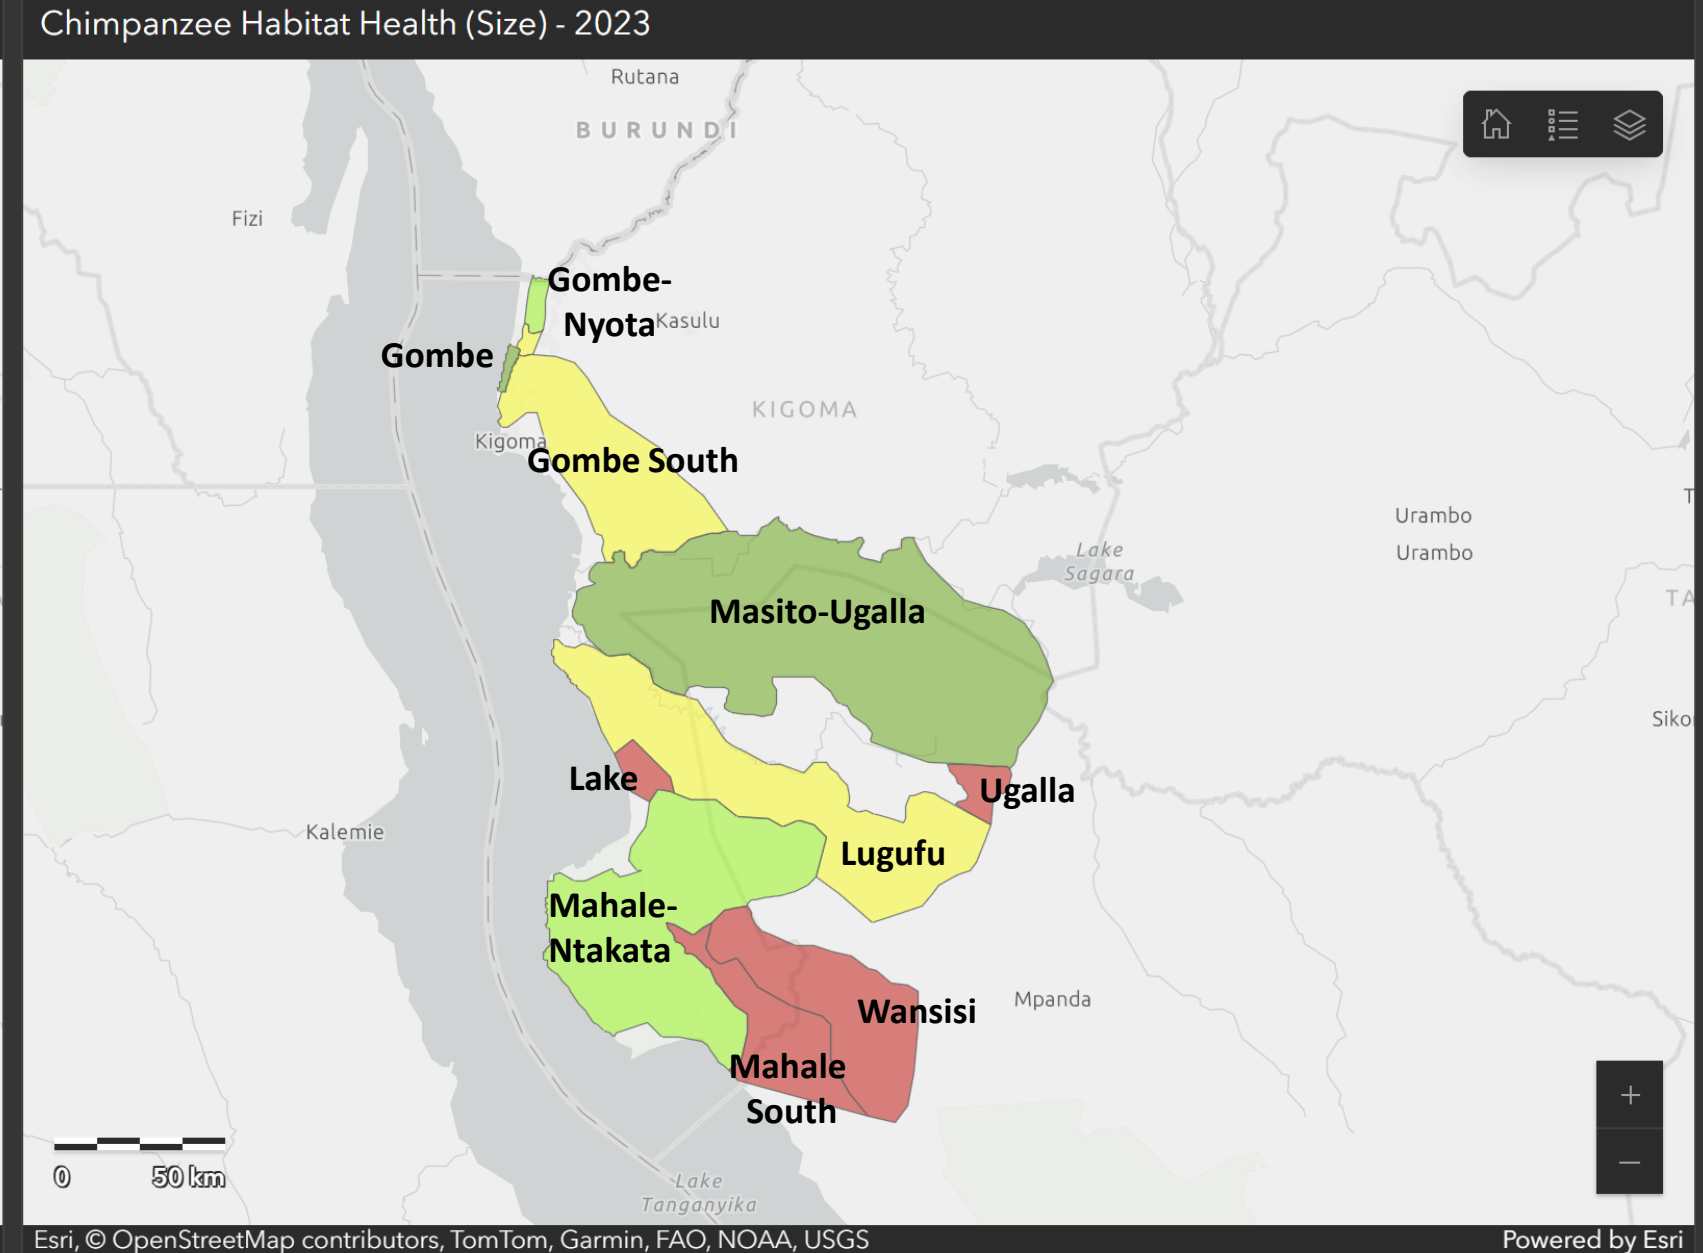 Chimpanzee Habitat Health (Size) - 2023
Rutana
BURUNDI
Fizi
Gombe-
Nyota
Kasulu
Gombe
KIGOMA
Kigoma
Gombe South
Urambo
Lake
Sagara
Urambo
Masito-Ugalla
TA
Siko
Lake
Ugalla
Kalemie
Lugufu
Mahale-
Ntakata
Mpanda
Wansisi
Mahale
South
0 50 km
Lake
Tanganyika
Esri, © OpenStreetMap contributors, TomTom, Garmin, FAO, NOAA, USGS
Powered by Esri